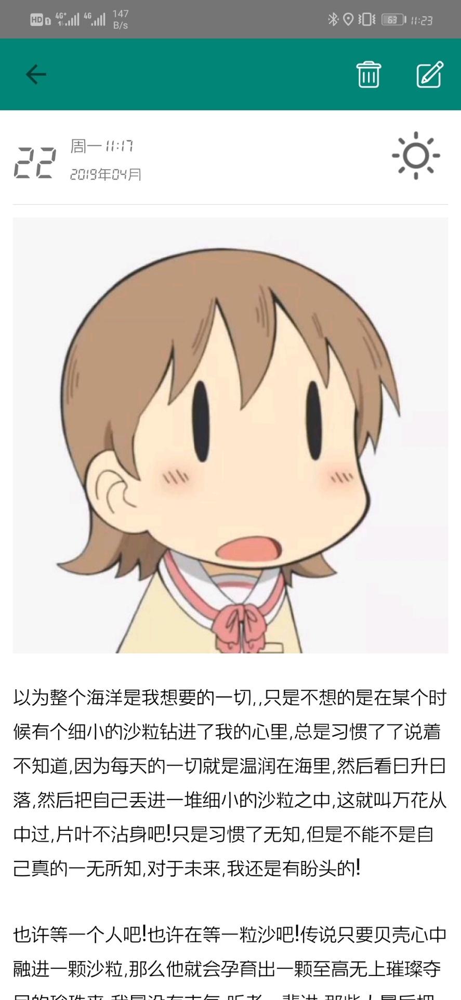 HD 1 4G+ 4G 147
B/s
63 11:23
22
周一 11:17
2019年04月
以为整个海洋是我想要的一切,,只是不想的是在某个时
候有个细小的沙粒钻进了我的心里,总是习惯了了说着
不知道,因为每天的一切就是温润在海里,然后看日升日
落,然后把自己丢进一堆细小的沙粒之中,这就叫万花从
中过,片叶不沾身吧!只是习惯了无知,但是不能不是自
己真的一无所知,对于未来,我还是有盼头的!
也许等一个人吧!也许在等一粒沙吧!传说只要贝壳心中
融进一颗沙粒,那么他就会孕育出一颗至高无上璀璨夺